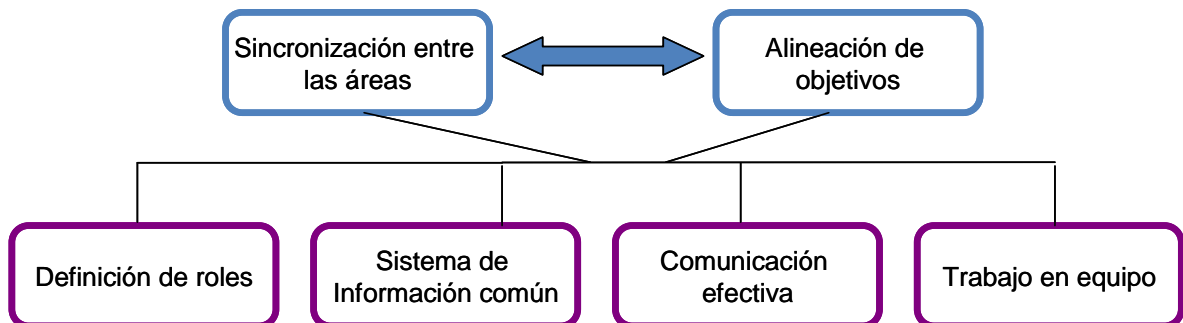 Sincronización entre
las áreas
Alineación de
objetivos
Definición de roles
Sistema de
Información común
Comunicación
efectiva
Trabajo en equipo